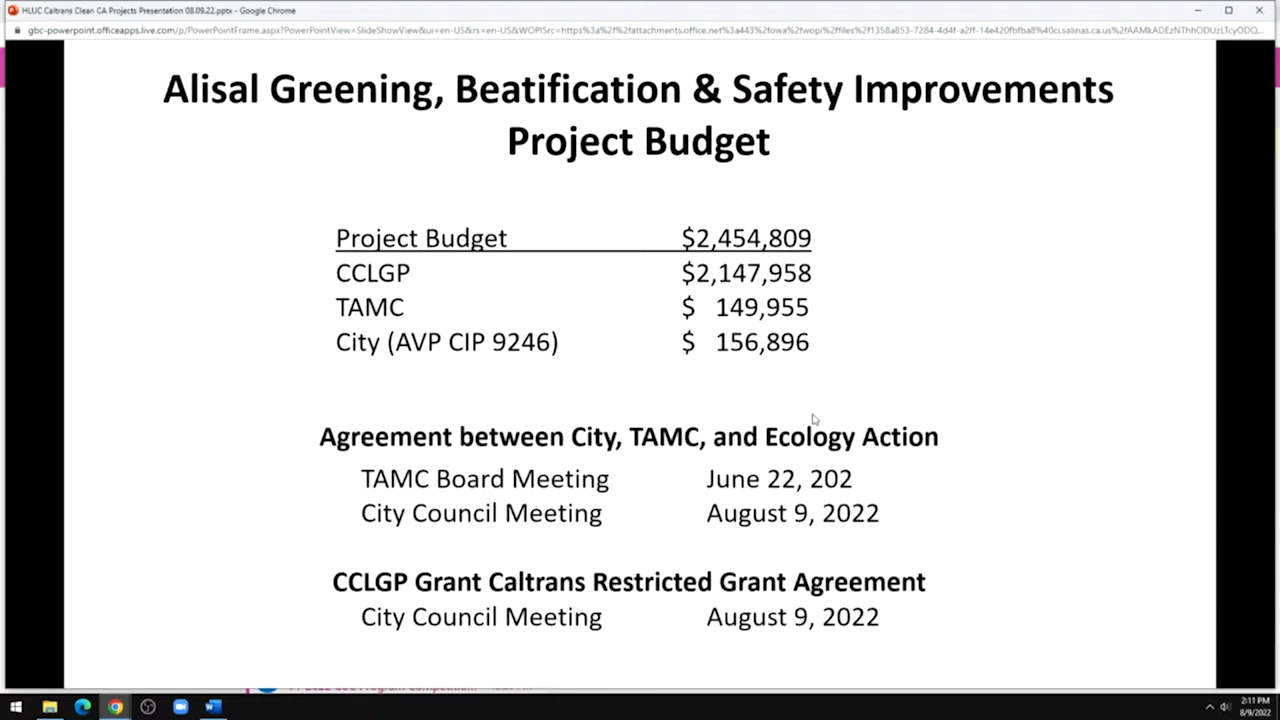 HLUC Caltrans Clean CA Projects Presentation 08.09.22.pptx - Google Chrome
Alisal Greening, Beatification & Safety Improvements
Project Budget
Project Budget $2,454,809
CCLGP $2,147,958
TAMC $ 149,955
City (AVP CIP 9246) $ 156,896
Agreement between City, TAMC, and Ecology Action
TAMC Board Meeting June 22, 202
City Council Meeting August 9, 2022
CCLGP Grant Caltrans Restricted Grant Agreement
City Council Meeting August 9, 2022
2:11 PM
8/9/2022